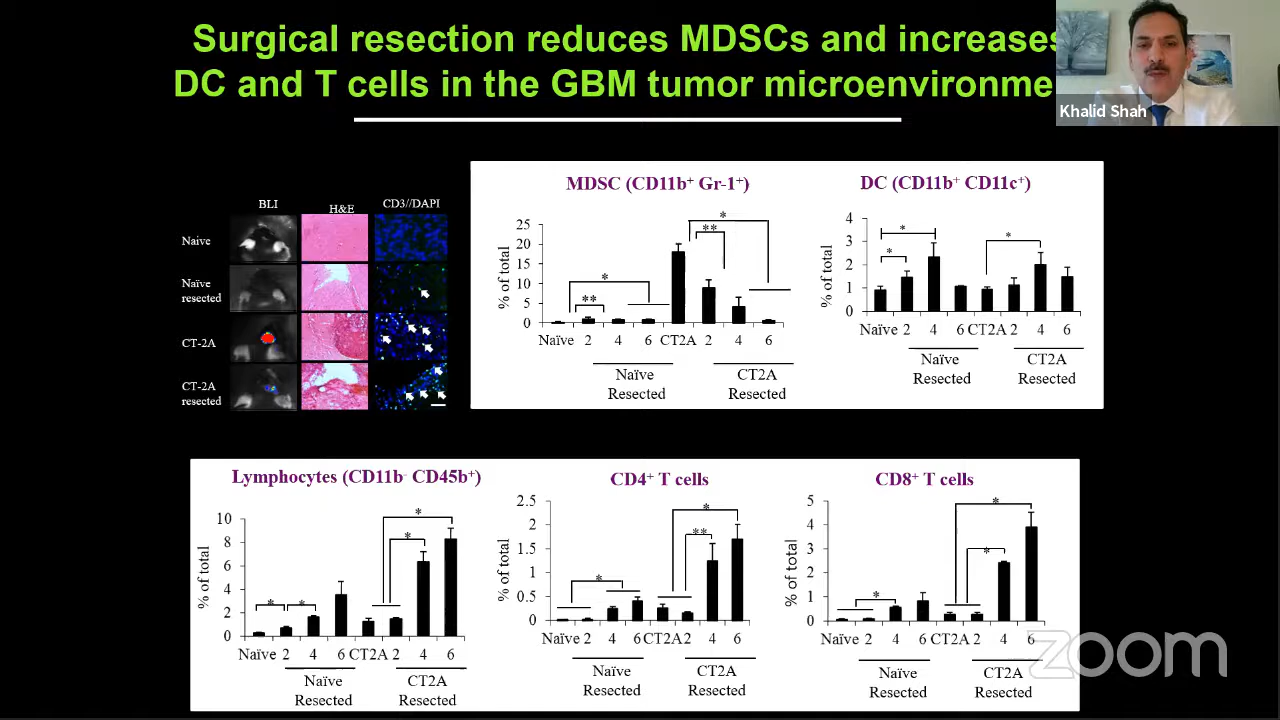 Surgical resection reduces MDSCs and increases
DC and T cells in the GBM tumor microenvironme
Khalid Shah
BLI
H&E
CD3//DAPI
Naive
Naïve
resected
CT-2A
CT-2A
resected
MDSC (CD11b+ Gr-1+)
% of total
25
20
15
10
5
0
*
**
*
**
Naïve 2 4 6 CT2A 2 4 6
Naïve
Resected
CT2A
Resected
DC (CD11b+ CD11c+)
% of total
4
3
2
1
0
*
*
*
Naïve 2 4 6 CT2A 2 4 6
Naïve
Resected
CT2A
Resected
Lymphocytes (CD11b- CD45b+)
% of total
10
8
6
4
2
0
*
*
*
*
Naïve 2 4 6 CT2A 2 4 6
Naïve
Resected
CT2A
Resected
CD4+ T cells
% of total
2.5
2
1.5
1
0.5
0
*
*
**
Naïve 2 4 6 CT2A 2 4 6
Naïve
Resected
CT2A
Resected
CD8+ T cells
% of total
5
4
3
2
1
0
*
*
*
Naïve 2 4 6 CT2A 2 4 6
Naïve
Resected
CT2A
Resected
zoom